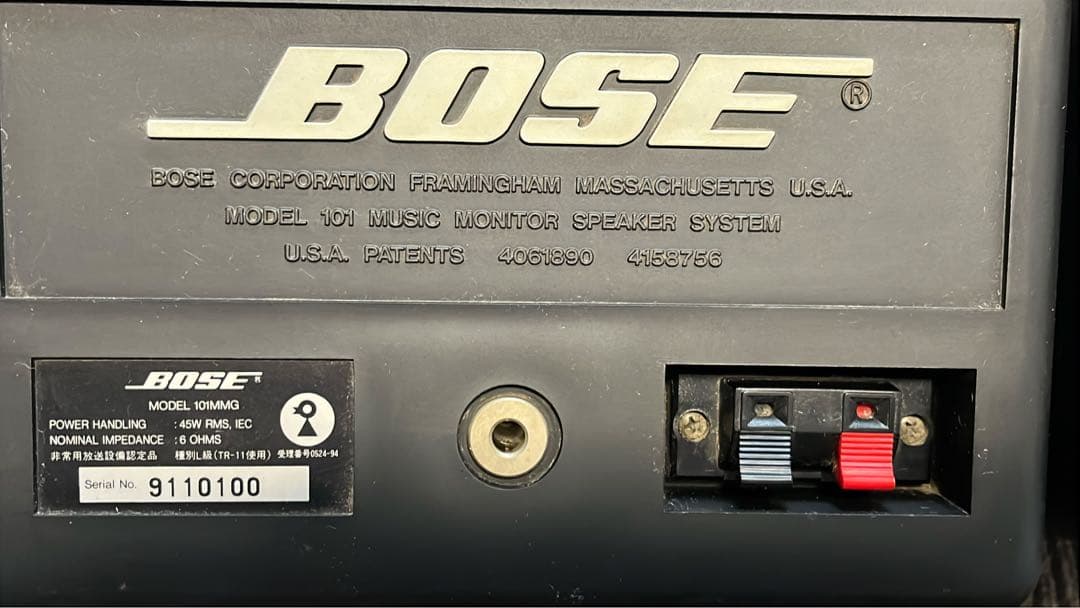 BOSE®
BOSE CORPORATION FRAMINGHAM MASSACHUSETTS U.S.A.
MODEL 101 MUSIC MONITOR SPEAKER SYSTEM
U.S.A. PATENTS 4061890 4158756
BOSE®
MODEL 101MMG
POWER HANDLING : 45W RMS, IEC
NOMINAL IMPEDANCE : 6 OHMS
非常用放送設備認定品 種別L級(TR-11使用) 受理番号0524-94
Serial No. 9110100